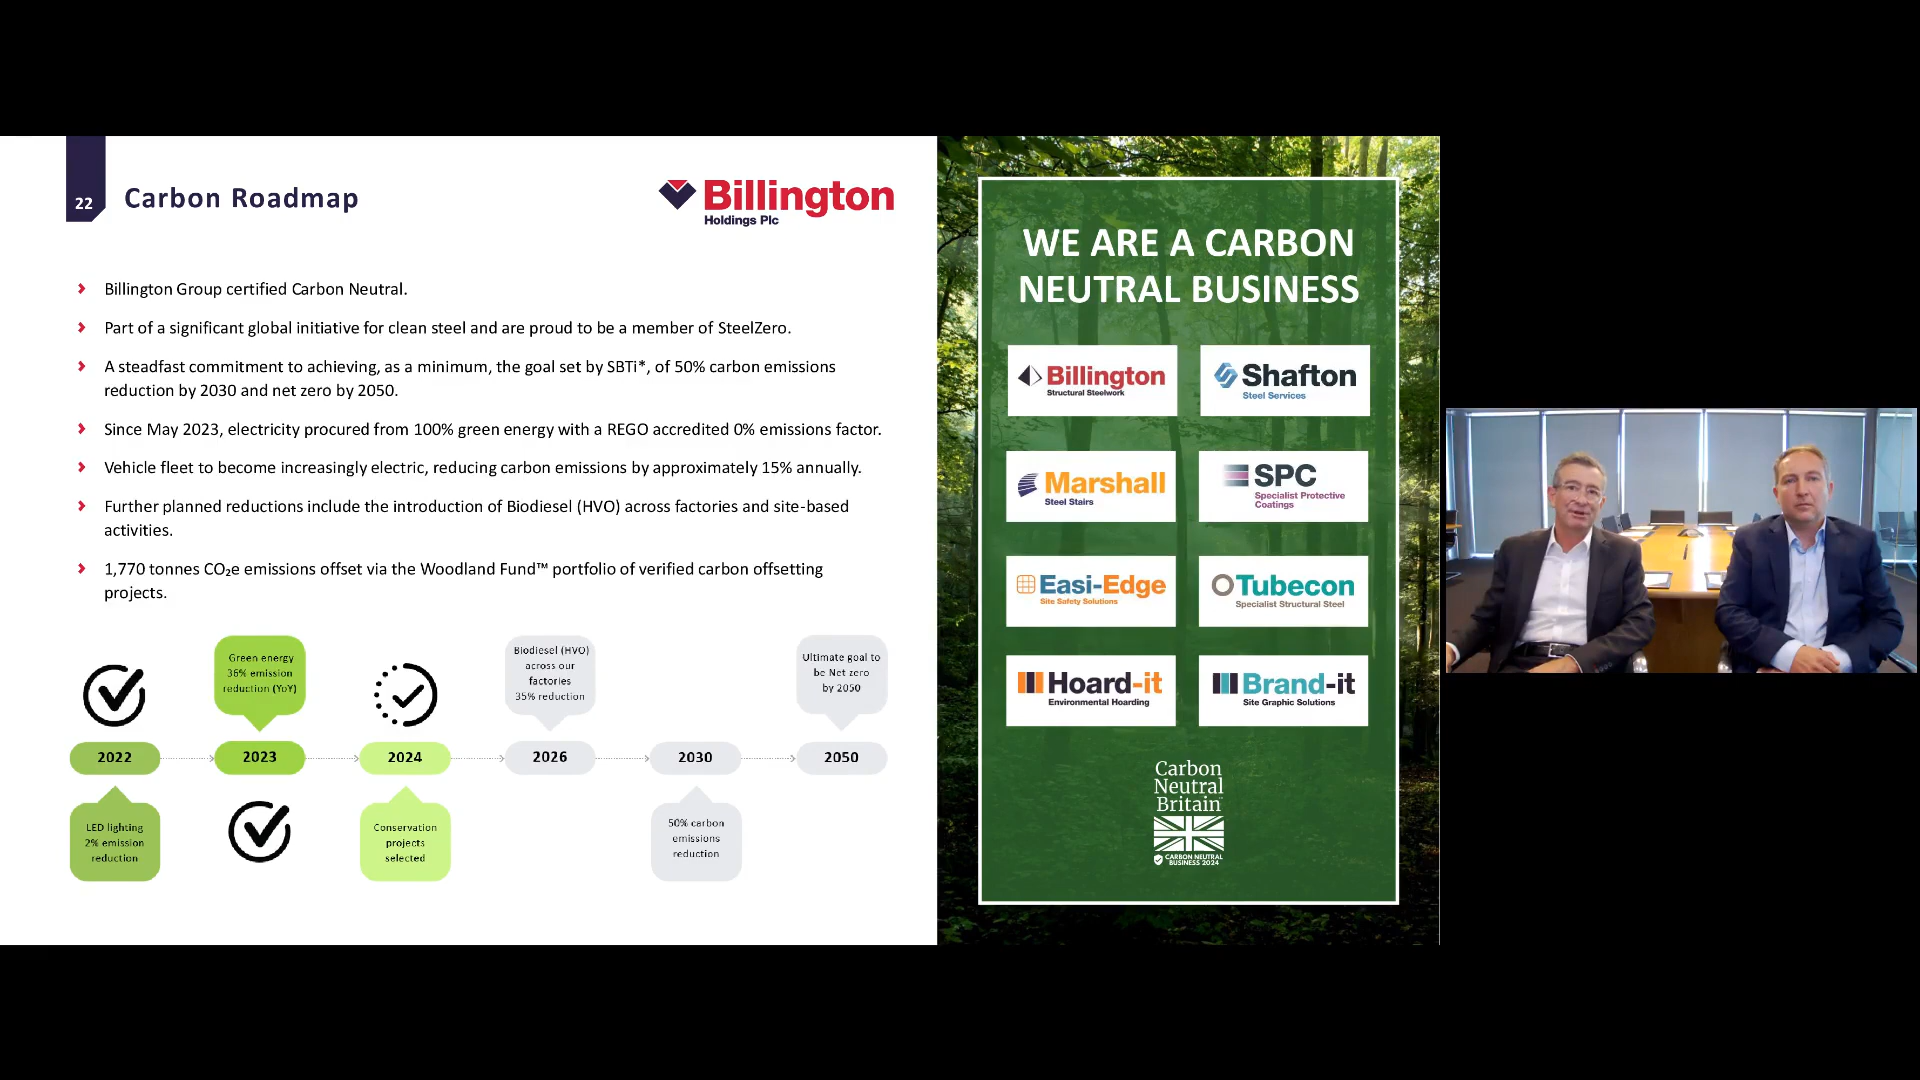 22
Carbon Roadmap
Billington
Holdings Plc
Billington Group certified Carbon Neutral.
Part of a significant global initiative for clean steel and are proud to be a member of SteelZero.
A steadfast commitment to achieving, as a minimum, the goal set by SBTi*, of 50% carbon emissions
reduction by 2030 and net zero by 2050.
Since May 2023, electricity procured from 100% green energy with a REGO accredited 0% emissions factor.
Vehicle fleet to become increasingly electric, reducing carbon emissions by approximately 15% annually.
Further planned reductions include the introduction of Biodiesel (HVO) across factories and site-based
activities.
1,770 tonnes CO₂e emissions offset via the Woodland Fund™ portfolio of verified carbon offsetting
projects.
Green energy
36% emission
reduction (YoY)
Biodiesel (HVO)
across our
factories
35% reduction
Ultimate goal to
be Net zero
by 2050
2022
2023
2024
2026
2030
2050
LED lighting
2% emission
reduction
Conservation
projects
selected
50% carbon
emissions
reduction
WE ARE A CARBON
NEUTRAL BUSINESS
Billington
Structural Steelwork
Shafton
Steel Services
Marshall
Steel Stairs
SPC
Specialist Protective
Coatings
Easi-Edge
Site Safety Solutions
Tubecon
Specialist Structural Steel
Hoard-it
Environmental Hoarding
Brand-it
Site Graphic Solutions
Carbon
Neutral
Britain
CARBON NEUTRAL
BUSINESS 2024